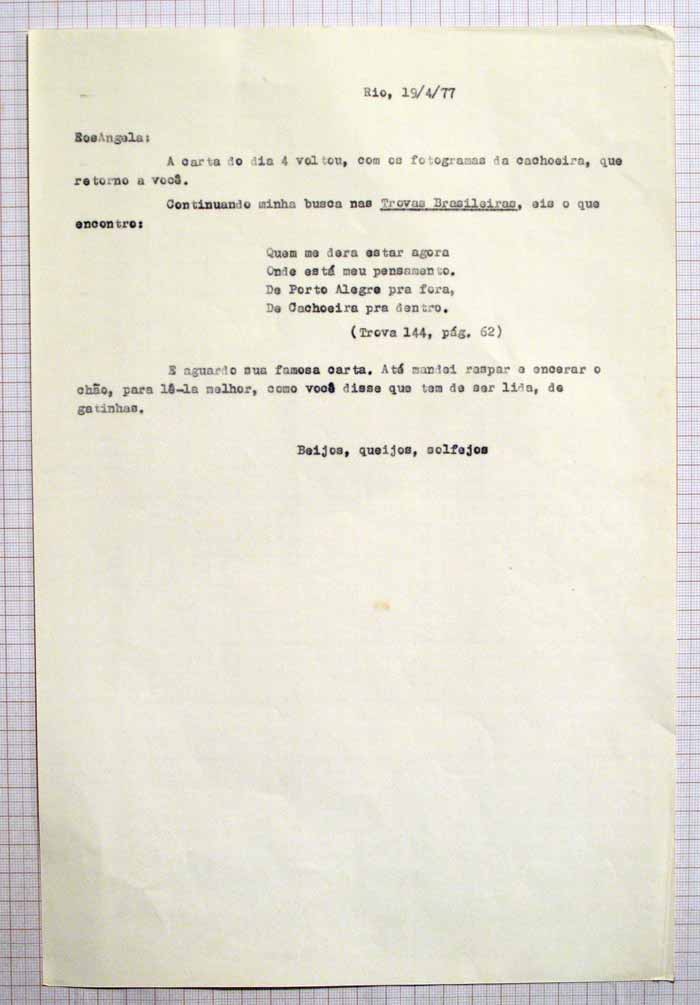 Rio, 19/4/77
RosÂngela:
A carta do dia 4 voltou, com os fotogramas da cachoeira, que
retorno a você.
Continuando minha busca nas Trovas Brasileiras, eis o que
encontro:
Quem me dera estar agora
Onde está meu pensamento.
De Porto Alegre pra fora,
De Cachoeira pra dentro.
(Trova 144, pág. 62)
E aguardo sua famosa carta. Até mandei raspar e encerar o
chão, para lê-la melhor, como você disse que tem de ser lida, de
gatinhas.
Beijos, queijos, solfejos